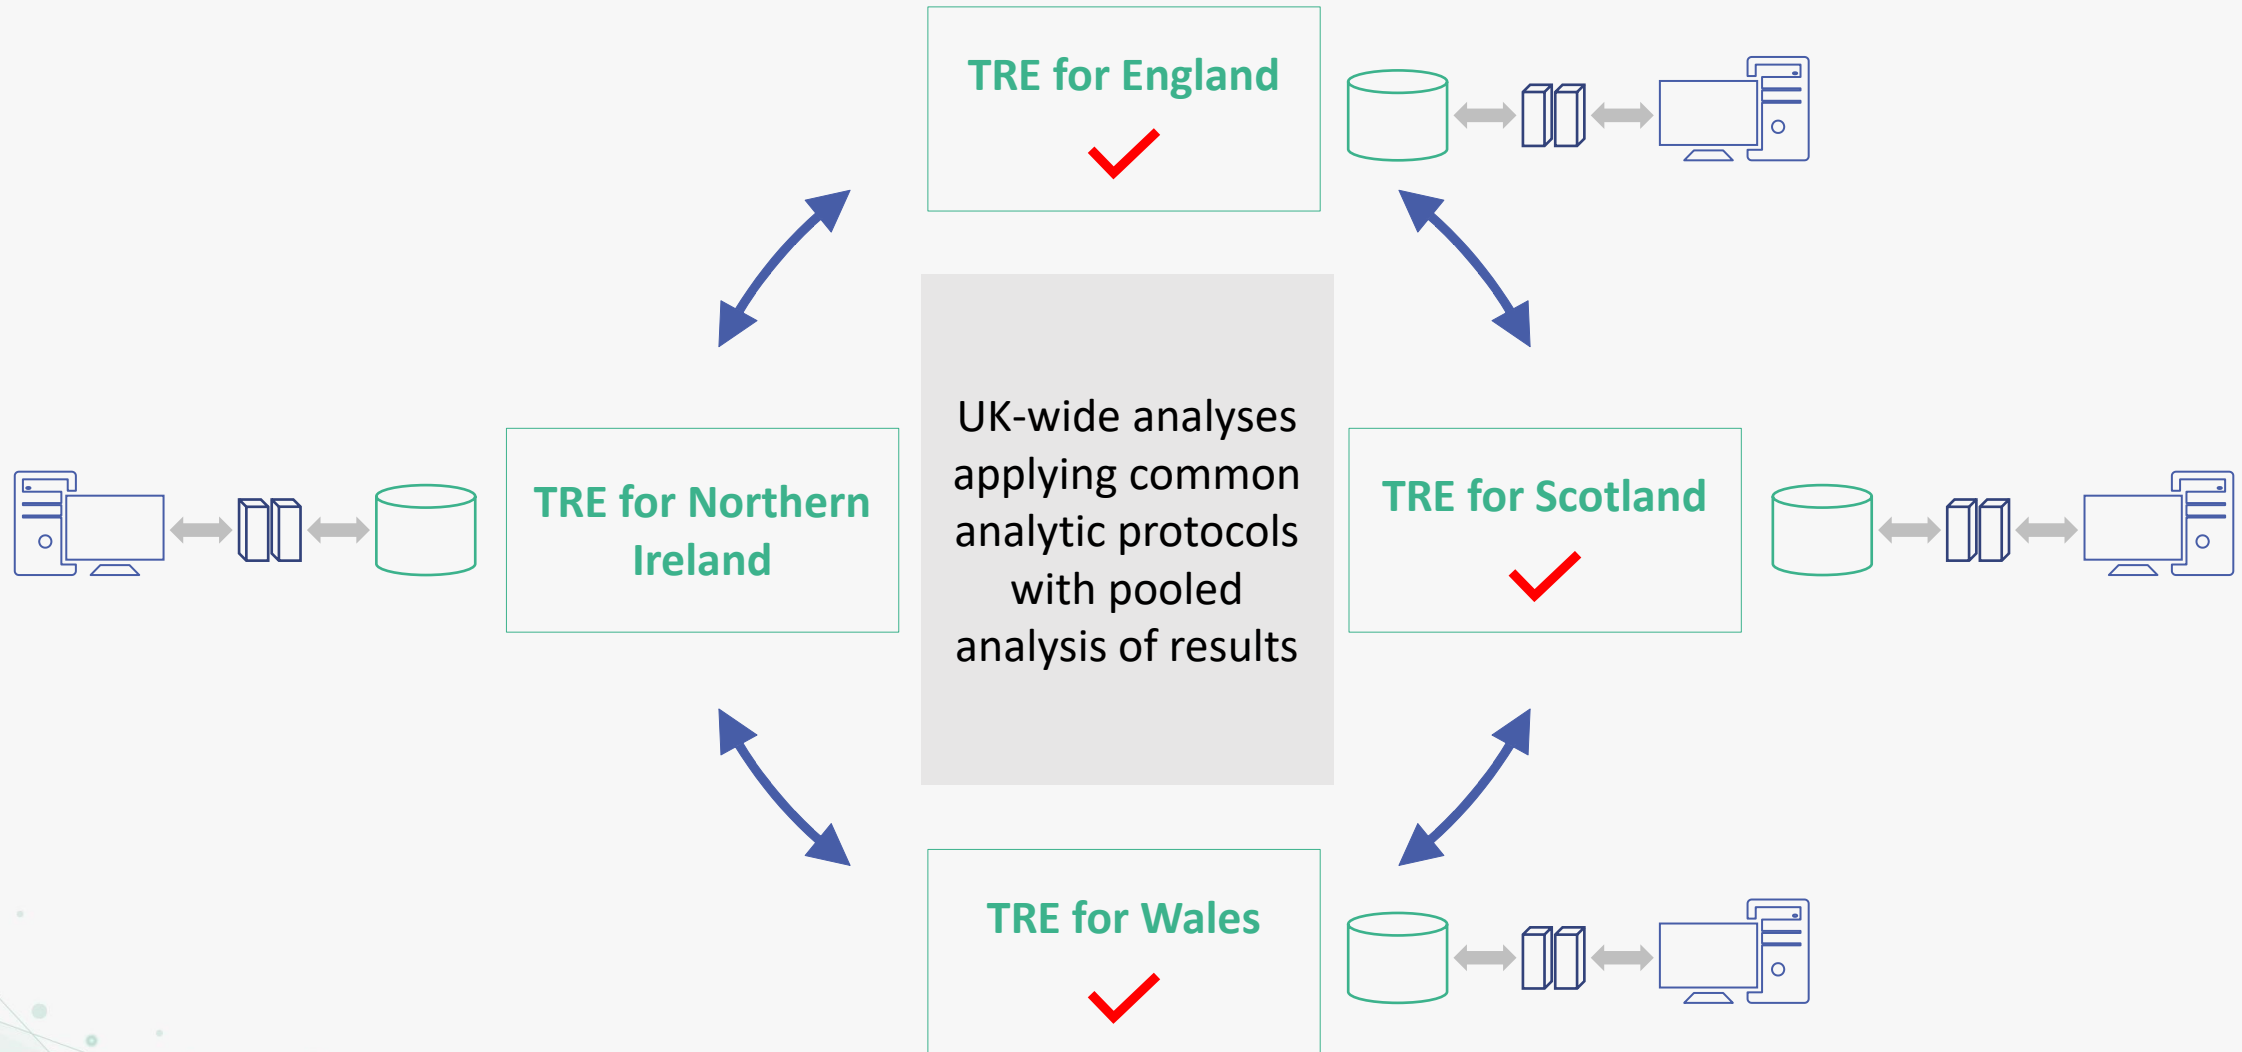 TRE for England
TRE for Northern
Ireland
UK-wide analyses
applying common
analytic protocols
with pooled
analysis of results
TRE for Scotland
TRE for Wales